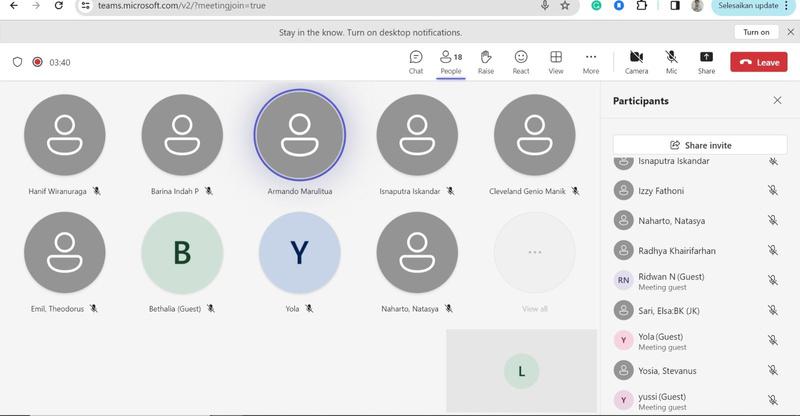 teams.microsoft.com/v2/?meetingjoin=true
Selesaikan update
Stay in the know. Turn on desktop notifications.
Turn on
03:40
18
Chat
People
Raise
React
View
More
Camera
Mic
Share
Leave
Hanif Wiranuraga
Barina Indah P
Armando Marulitua
Isnaputra Iskandar
Cleveland Genio Manik
B
Y
Emil, Theodorus
Bethalia (Guest)
Yola
Naharto, Natasya
View all
L
Participants
Share invite
Isnaputra Iskandar
Izzy Fathoni
Naharto, Natasya
Radhya Khairifarhan
RN
Ridwan N (Guest)
Meeting guest
Sari, Elsa:BK (JK)
Y
Yola (Guest)
Meeting guest
Yosia, Stevanus
Y
yussi (Guest)
Meeting guest